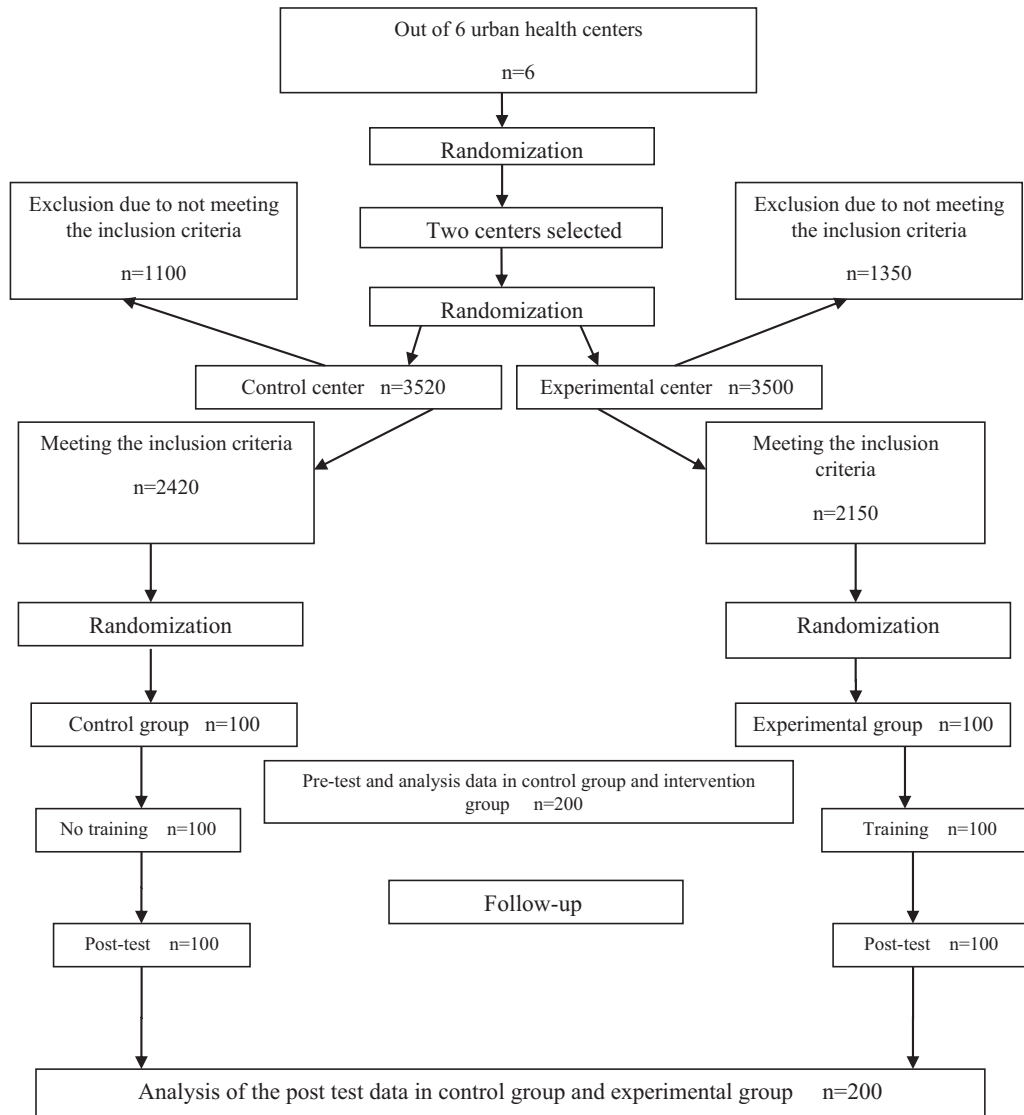 Out of 6 urban health centers
n=6
Randomization
Exclusion due to not meeting
the inclusion criteria
n=1100
Two centers selected
Exclusion due to not meeting
the inclusion criteria
n=1350
Randomization
Control center n=3520
Experimental center n=3500
Meeting the inclusion criteria
n=2420
Meeting the inclusion
criteria
n=2150
Randomization
Randomization
Control group n=100
Experimental group n=100
Pre-test and analysis data in control group and intervention
group n=200
No training n=100
Training n=100
Follow-up
Post-test n=100
Post-test n=100
Analysis of the post test data in control group and experimental group n=200